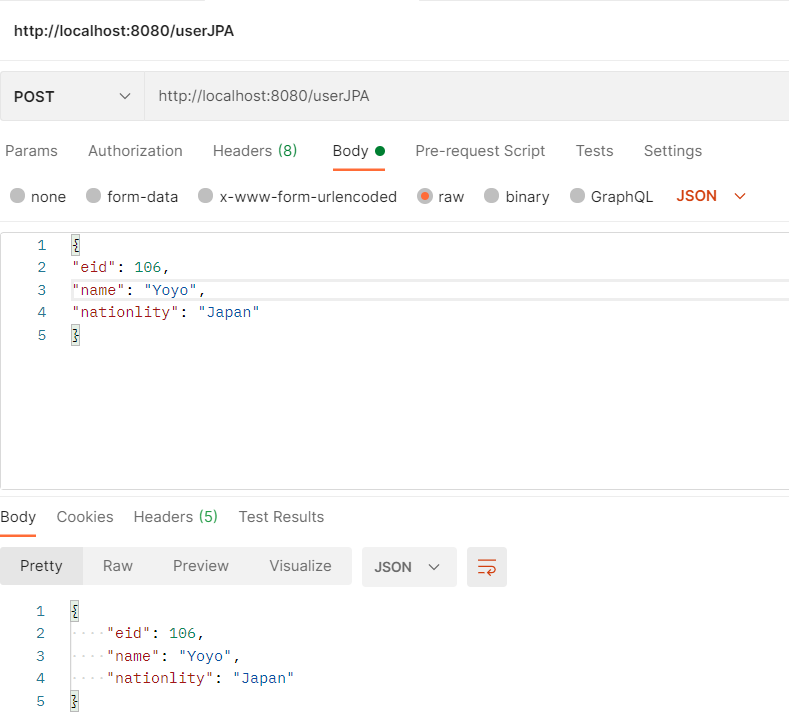 http://localhost:8080/userJPA
POST http://localhost:8080/userJPA
Params Authorization Headers (8) Body Pre-request Script Tests Settings
none form-data x-www-form-urlencoded raw binary GraphQL JSON
1 {
2 "eid": 106,
3 "name": "Yoyo",
4 "nationlity": "Japan"
5 }
Body Cookies Headers (5) Test Results
Pretty Raw Preview Visualize JSON
1 {
2 "eid": 106,
3 "name": "Yoyo",
4 "nationlity": "Japan"
5 }